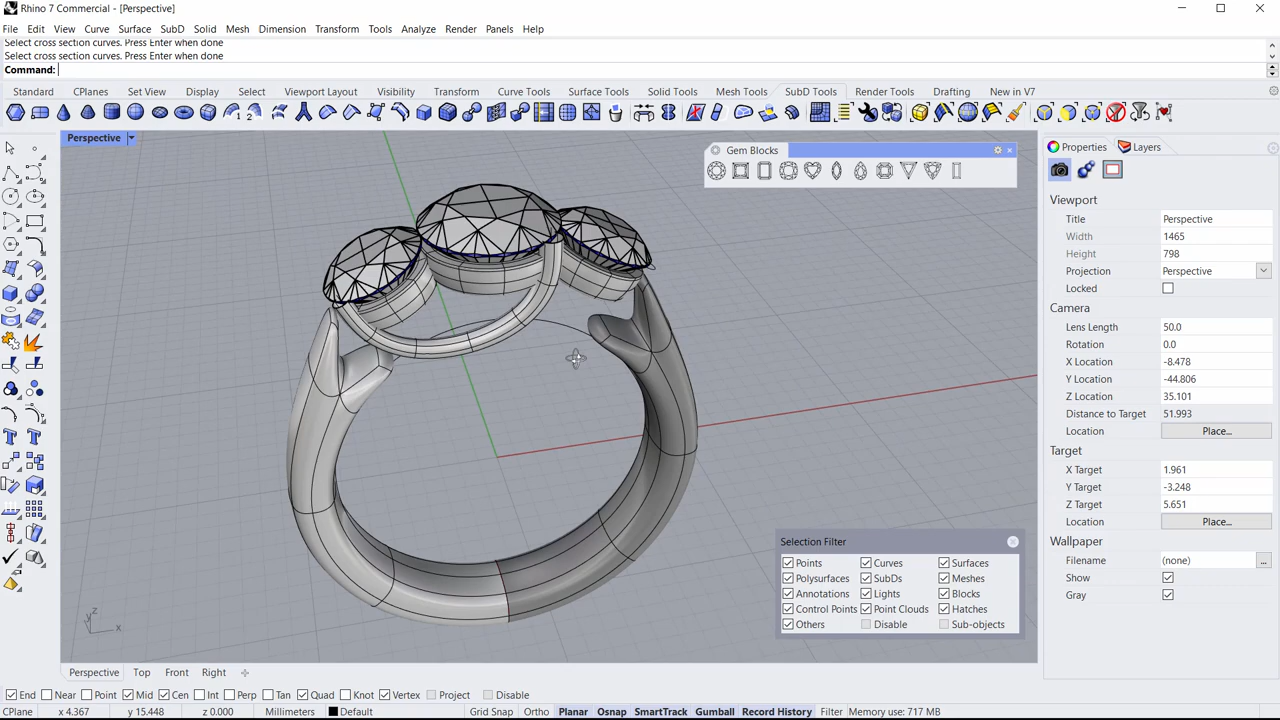 Rhino 7 Commercial - [Perspective]
File Edit View Curve Surface SubD Solid Mesh Dimension Transform Tools Analyze Render Panels Help
Select cross section curves. Press Enter when done
Select cross section curves. Press Enter when done
Command:
Standard CPlanes Set View Display Select Viewport Layout Visibility Transform Curve Tools Surface Tools Solid Tools Mesh Tools SubD Tools Render Tools Drafting New in V7
Perspective
Gem Blocks
Properties Layers
Viewport
Title Perspective
Width 1465
Height 798
Projection Perspective
Locked
Camera
Lens Length 50.0
Rotation 0.0
X Location -8.478
Y Location -44.806
Z Location 35.101
Distance to Target 51.993
Location Place...
Target
X Target 1.961
Y Target -3.248
Z Target 5.651
Location Place...
Wallpaper
Filename (none) ...
Show
Gray
Selection Filter
Points Curves Surfaces
Polysurfaces SubDs Meshes
Annotations Lights Blocks
Control Points Point Clouds Hatches
Others Disable Sub-objects
z
y
x
Perspective Top Front Right
End Near Point Mid Cen Int Perp Tan Quad Knot Vertex Project Disable
CPlane x 4.367 y 15.448 z 0.000 Millimeters Default Grid Snap Ortho Planar Osnap SmartTrack Gumball Record History Filter Memory use: 717 MB